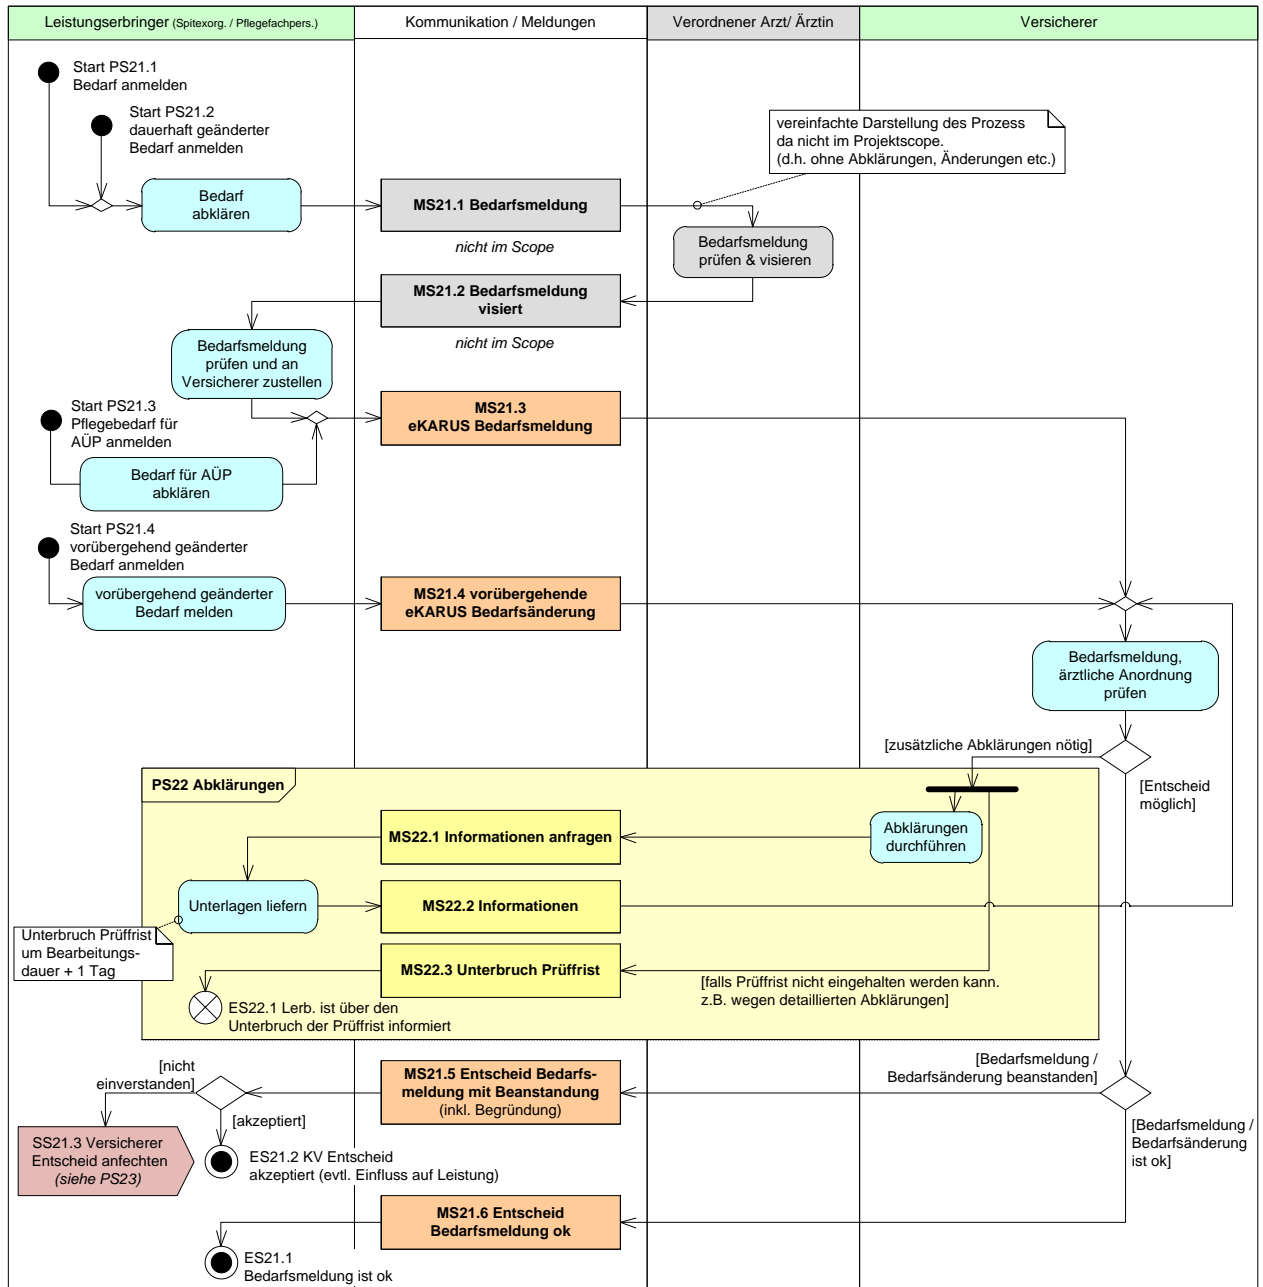 Leistungserbringer (Spitexorg. / Pflegefachpers.)
Kommunikation / Meldungen
Verordnener Arzt/ Ärztin
Versicherer
Start PS21.1
Bedarf anmelden
Start PS21.2
dauerhaft geänderter
Bedarf anmelden
vereinfachte Darstellung des Prozess
da nicht im Projektscope.
(d.h. ohne Abklärungen, Änderungen etc.)
Bedarf
abklären
MS21.1 Bedarfsmeldung
nicht im Scope
Bedarfsmeldung
prüfen & visieren
MS21.2 Bedarfsmeldung
visiert
nicht im Scope
Bedarfsmeldung
prüfen und an
Versicherer zustellen
Start PS21.3
Pflegebedarf für
AÜP anmelden
MS21.3
eKARUS Bedarfsmeldung
Bedarf für AÜP
abklären
Start PS21.4
vorübergehend geänderter
Bedarf anmelden
vorübergehend geänderter
Bedarf melden
MS21.4 vorübergehende
eKARUS Bedarfsänderung
Bedarfsmeldung,
ärztliche Anordnung
prüfen
[zusätzliche Abklärungen nötig]
[Entscheid
möglich]
PS22 Abklärungen
MS22.1 Informationen anfragen
Abklärungen
durchführen
Unterlagen liefern
MS22.2 Informationen
Unterbruch Prüffrist
um Bearbeitungs-
dauer + 1 Tag
MS22.3 Unterbruch Prüffrist
[falls Prüffrist nicht eingehalten werden kann.
z.B. wegen detaillierten Abklärungen]
ES22.1 Lerb. ist über den
Unterbruch der Prüffrist informiert
[nicht
einverstanden]
MS21.5 Entscheid Bedarfs-
meldung mit Beanstandung
(inkl. Begründung)
[Bedarfsmeldung /
Bedarfsänderung beanstanden]
[akzeptiert]
[Bedarfsmeldung /
Bedarfsänderung
ist ok]
SS21.3 Versicherer
Entscheid anfechten
(siehe PS23)
ES21.2 KV Entscheid
akzeptiert (evtl. Einfluss auf Leistung)
MS21.6 Entscheid
Bedarfsmeldung ok
ES21.1
Bedarfsmeldung ist ok